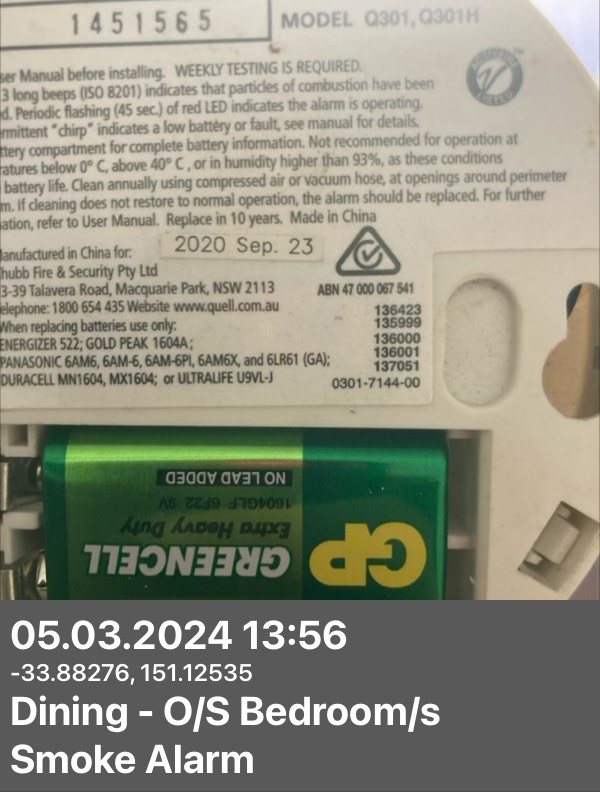 1451565
MODEL Q301, Q301H
ser Manual before installing. WEEKLY TESTING IS REQUIRED.
3 long beeps (ISO 8201) indicates that particles of combustion have been
d. Periodic flashing (45 sec.) of red LED indicates the alarm is operating.
rmittent "chirp" indicates a low battery or fault, see manual for details.
ttery compartment for complete battery information. Not recommended for operation at
ratures below 0° C, above 40° C, or in humidity higher than 93%, as these conditions
battery life. Clean annually using compressed air or vacuum hose, at openings around perimeter
m. If cleaning does not restore to normal operation, the alarm should be replaced. For further
ation, refer to User Manual. Replace in 10 years. Made in China
2020 Sep. 23
anufactured in China for:
hubb Fire & Security Pty Ltd
3-39 Talavera Road, Macquarie Park, NSW 2113
elephone: 1800 654 435 Website www.quell.com.au
When replacing batteries use only:
ENERGIZER 522; GOLD PEAK 1604A;
PANASONIC 6AM6, 6AM-6, 6AM-6PI, 6AM6X, and 6LR61 (GA);
DURACELL MN1604, MX1604; or ULTRALIFE U9VL-J
ABN 47 000 067 541
136423
135999
136000
136001
137051
0301-7144-00
GP
GREENCELL
Extra Heavy Duty
1604GLF 6F22 9V
NO LEAD ADDED
05.03.2024 13:56
-33.88276, 151.12535
Dining - O/S Bedroom/s
Smoke Alarm